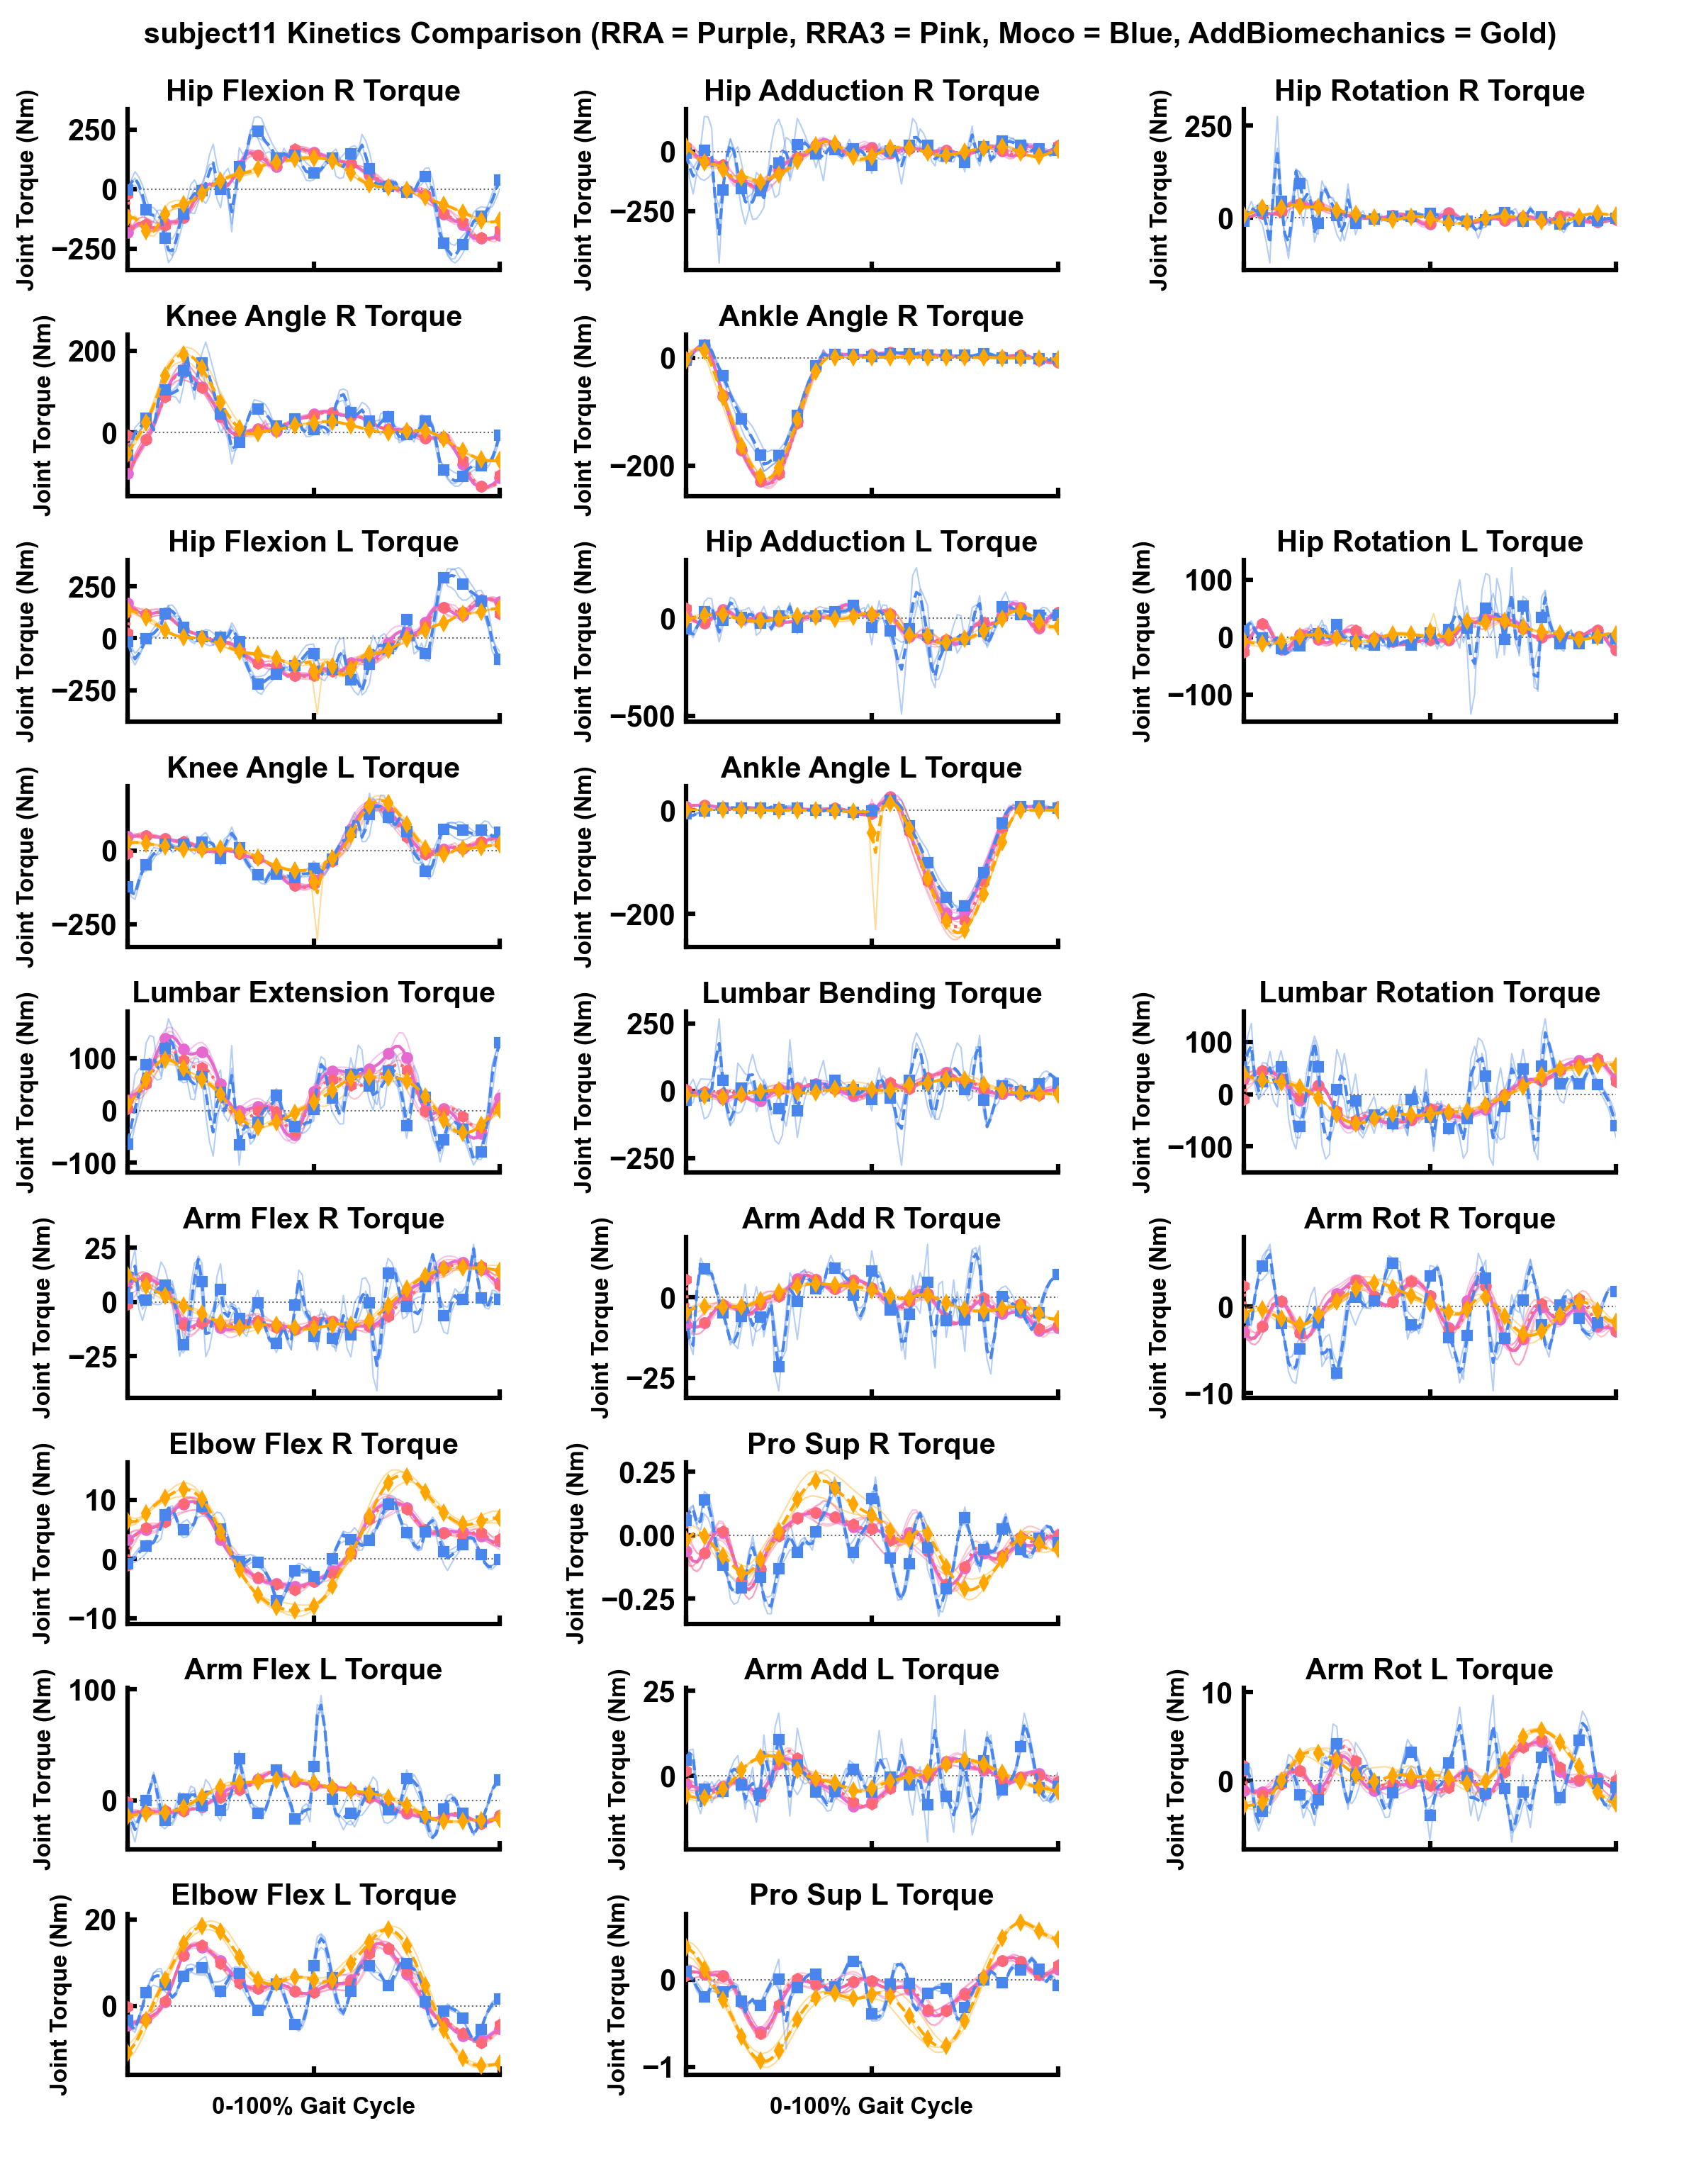 subject11 Kinetics Comparison (RRA = Purple, RRA3 = Pink, Moco = Blue, AddBiomechanics = Gold)
Hip Flexion R Torque
Joint Torque (Nm)
250
0
−250
Hip Adduction R Torque
Joint Torque (Nm)
0
−250
Hip Rotation R Torque
Joint Torque (Nm)
250
0
Knee Angle R Torque
Joint Torque (Nm)
200
0
Ankle Angle R Torque
Joint Torque (Nm)
0
−200
Hip Flexion L Torque
Joint Torque (Nm)
250
0
−250
Hip Adduction L Torque
Joint Torque (Nm)
0
−500
Hip Rotation L Torque
Joint Torque (Nm)
100
0
−100
Knee Angle L Torque
Joint Torque (Nm)
0
−250
Ankle Angle L Torque
Joint Torque (Nm)
0
−200
Lumbar Extension Torque
Joint Torque (Nm)
100
0
−100
Lumbar Bending Torque
Joint Torque (Nm)
250
0
−250
Lumbar Rotation Torque
Joint Torque (Nm)
100
0
−100
Arm Flex R Torque
Joint Torque (Nm)
25
0
−25
Arm Add R Torque
Joint Torque (Nm)
0
−25
Arm Rot R Torque
Joint Torque (Nm)
0
−10
Elbow Flex R Torque
Joint Torque (Nm)
10
0
−10
Pro Sup R Torque
Joint Torque (Nm)
0.25
0.00
−0.25
Arm Flex L Torque
Joint Torque (Nm)
100
0
Arm Add L Torque
Joint Torque (Nm)
25
0
Arm Rot L Torque
Joint Torque (Nm)
10
0
Elbow Flex L Torque
Joint Torque (Nm)
20
0
0-100% Gait Cycle
Pro Sup L Torque
Joint Torque (Nm)
0
−1
0-100% Gait Cycle